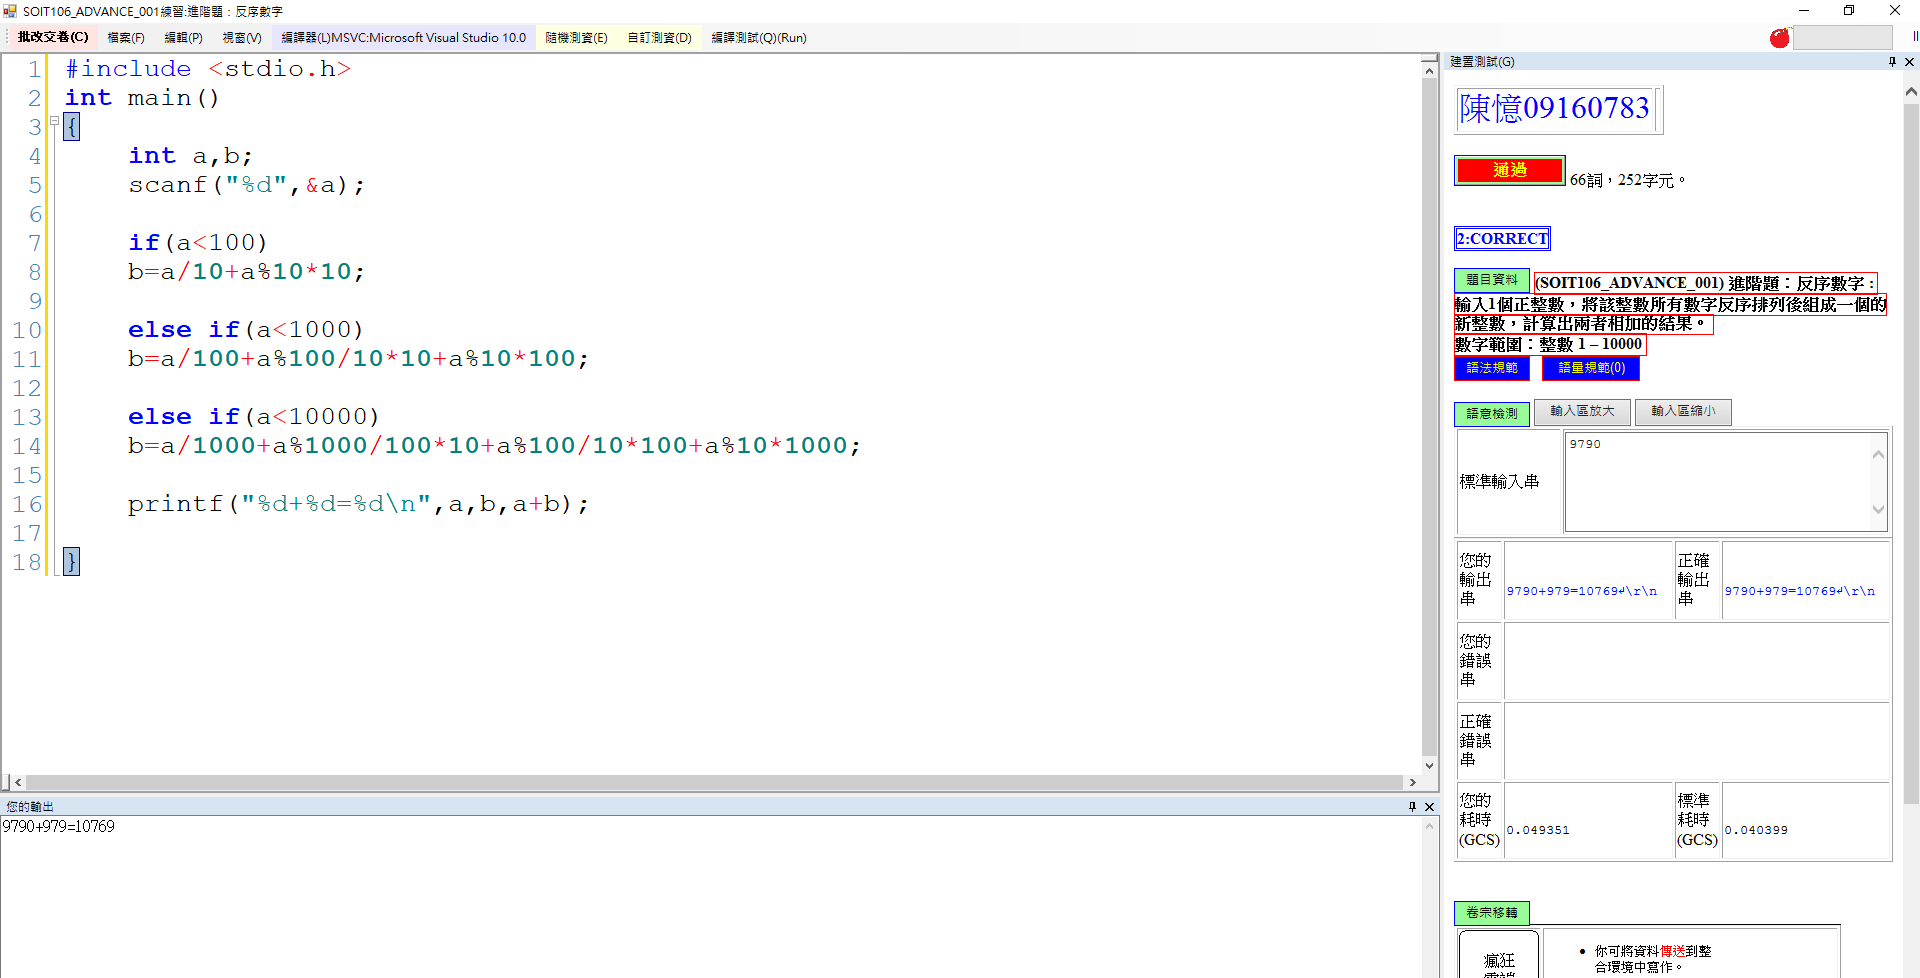 SOIT106_ADVANCE_001練習:進階題：反序數字
批改交卷(C) 檔案(F) 編輯(P) 視窗(V) 編譯器(L)MSVC:Microsoft Visual Studio 10.0 隨機測資(E) 自訂測資(D) 編譯測試(Q)(Run)
1 #include <stdio.h>
2 int main()
3 {
4 int a,b;
5 scanf("%d",&a);
6
7 if(a<100)
8 b=a/10+a%10*10;
9
10 else if(a<1000)
11 b=a/100+a%100/10*10+a%10*100;
12
13 else if(a<10000)
14 b=a/1000+a%1000/100*10+a%100/10*100+a%10*1000;
15
16 printf("%d+%d=%d\n",a,b,a+b);
17
18 }
您的輸出
9790+979=10769
建置測試(G)
陳憶09160783
通過 66詞，252字元。
2:CORRECT
題目資料 (SOIT106_ADVANCE_001) 進階題：反序數字：
輸入1個正整數，將該整數所有數字反序排列後組成一個的
新整數，計算出兩者相加的結果。
數字範圍：整數 1 – 10000
語法規範 語量規範(0)
語意檢測 輸入區放大 輸入區縮小
標準輸入串 9790
您的輸出串 9790+979=10769↵\r\n 正確輸出串 9790+979=10769↵\r\n
您的錯誤串
正確錯誤串
您的耗時(GCS) 0.049351 標準耗時(GCS) 0.040399
卷宗移轉
瘋狂
你可將資料傳送到整
合環境中寫作。